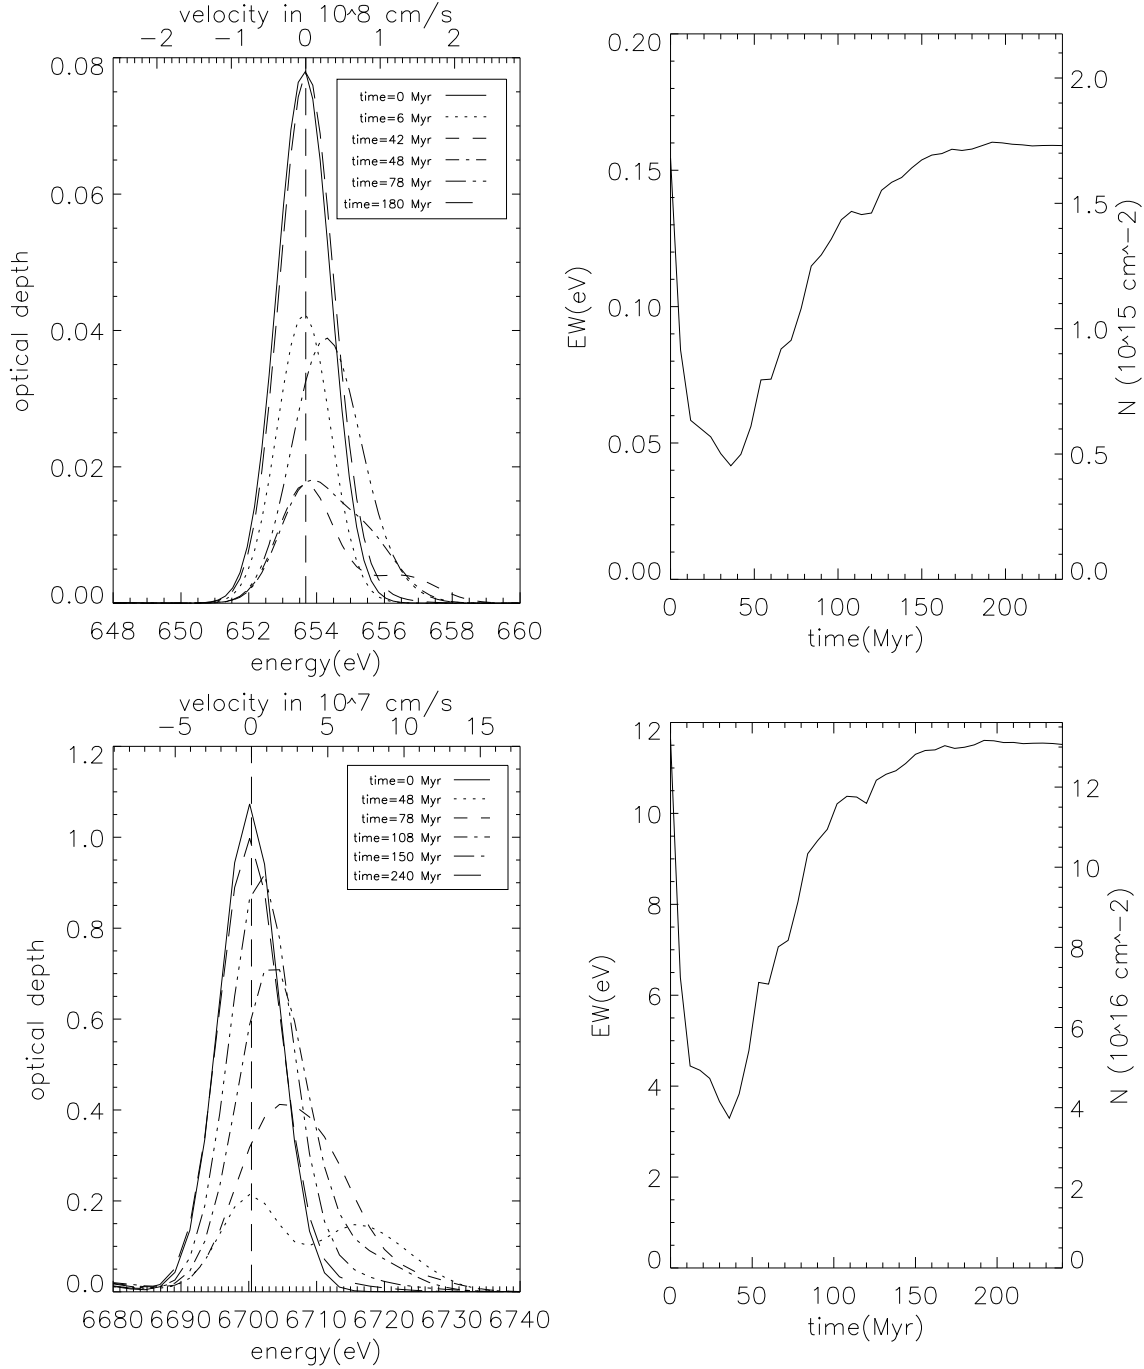 velocity in 10^8 cm/s
-2 -1 0 1 2
0.08
0.06
0.04
0.02
0.00
optical depth
time=0 Myr
time=6 Myr
time=42 Myr
time=48 Myr
time=78 Myr
time=180 Myr
648 650 652 654 656 658 660
energy(eV)
0.20
0.15
0.10
0.05
0.00
EW(eV)
2.0
1.5
1.0
0.5
0.0
N (10^15 cm^-2)
0 50 100 150 200
time(Myr)
velocity in 10^7 cm/s
-5 0 5 10 15
1.2
1.0
0.8
0.6
0.4
0.2
0.0
optical depth
time=0 Myr
time=48 Myr
time=78 Myr
time=108 Myr
time=150 Myr
time=240 Myr
6680 6690 6700 6710 6720 6730 6740
energy(eV)
12
10
8
6
4
2
0
EW(eV)
12
10
8
6
4
2
0
N (10^16 cm^-2)
0 50 100 150 200
time(Myr)